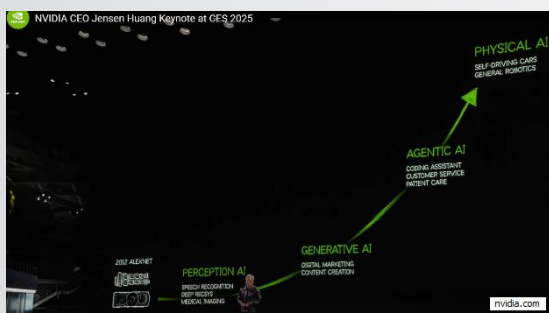 NVIDIA CEO Jensen Huang Keynote at CES 2025
PHYSICAL AI
SELF-DRIVING CARS
GENERAL ROBOTICS
AGENTIC AI
CODING ASSISTANT
CUSTOMER SERVICE
PATIENT CARE
GENERATIVE AI
DIGITAL MARKETING
CONTENT CREATION
2012 ALEXNET
PERCEPTION AI
SPEECH RECOGNITION
DEEP RECSYS
MEDICAL IMAGING
nvidia.com